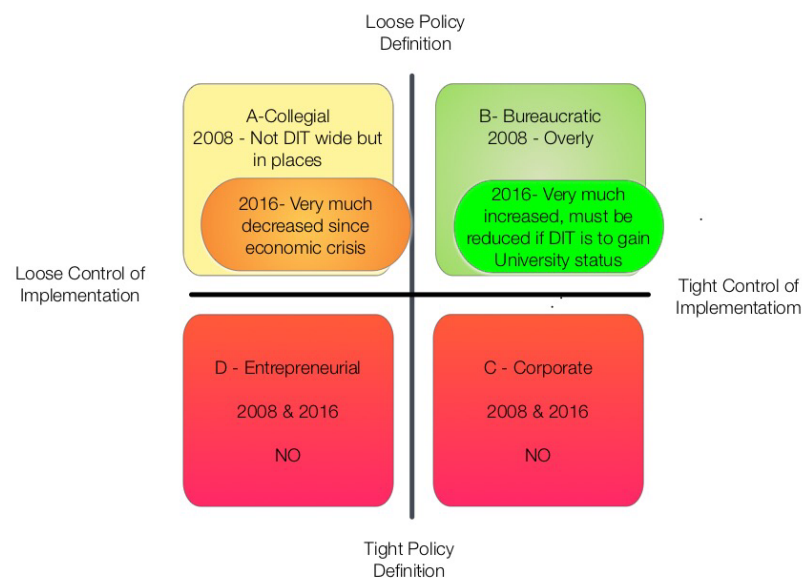 Loose Policy
Definition
A-Collegial
2008 - Not DIT wide but
in places
2016- Very much
decreased since
economic crisis
B- Bureaucratic
2008 - Overly
2016- Very much
increased, must be
reduced if DIT is to gain
University status
Loose Control of
Implementation
Tight Control of
Implementatiom
D - Entrepreneurial
2008 & 2016
NO
C - Corporate
2008 & 2016
NO
Tight Policy
Definition